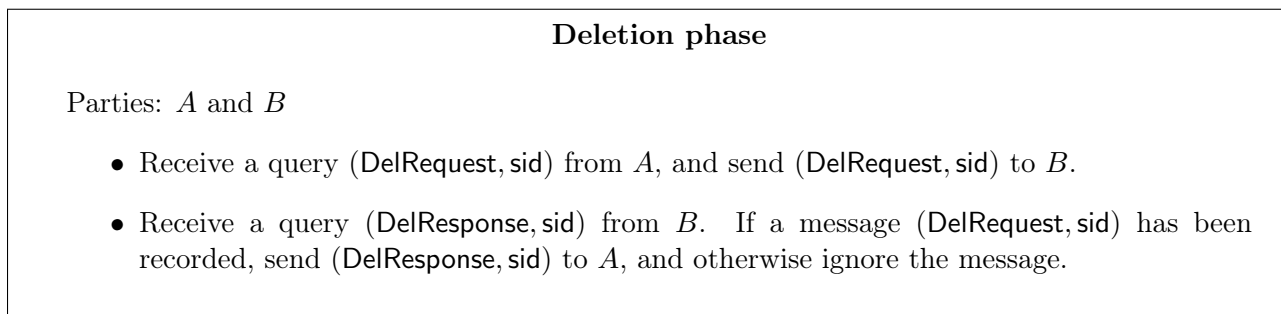 Deletion phase
Parties: A and B
• Receive a query (DelRequest, sid) from A, and send (DelRequest, sid) to B.
• Receive a query (DelResponse, sid) from B. If a message (DelRequest, sid) has been
recorded, send (DelResponse, sid) to A, and otherwise ignore the message.